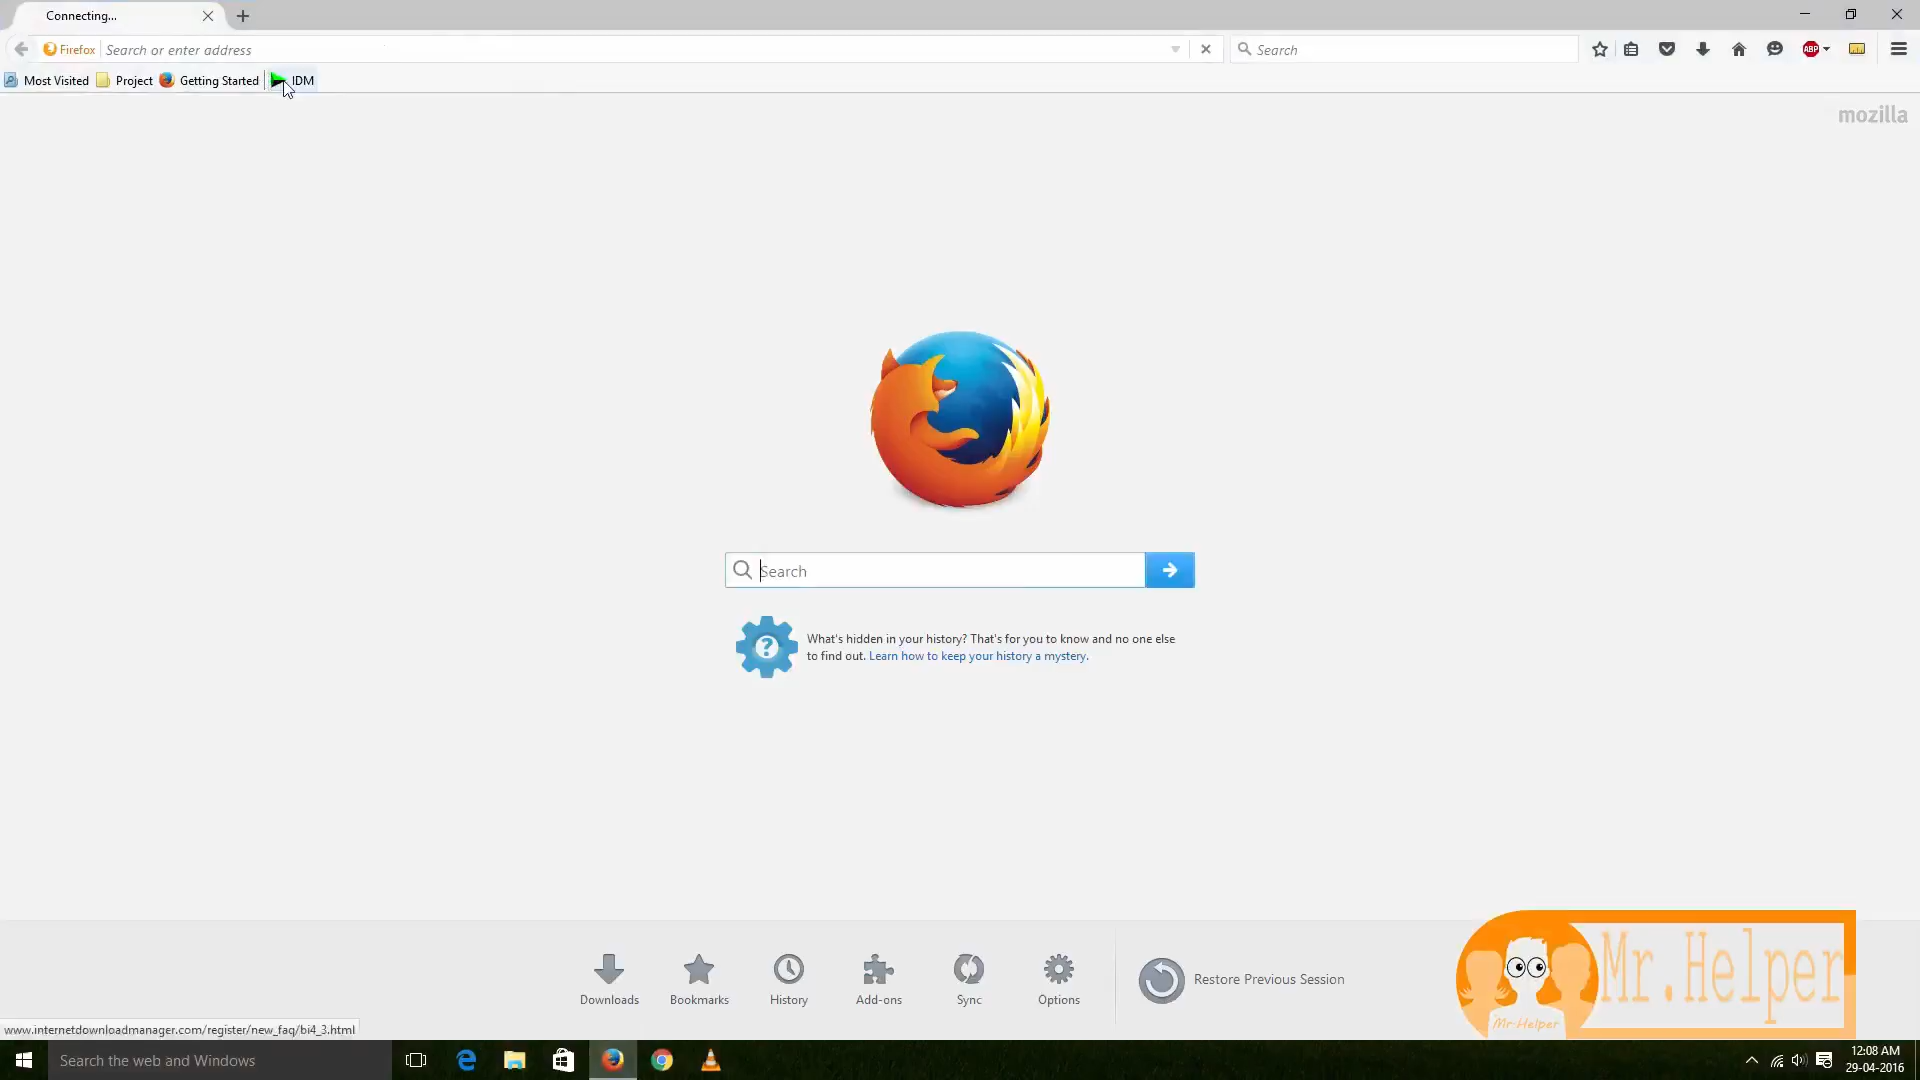 Connecting...
Firefox
Search or enter address
Search
ABP
Most Visited
Project
Getting Started
IDM
mozilla
Search
What's hidden in your history? That's for you to know and no one else
to find out. Learn how to keep your history a mystery.
Downloads
Bookmarks
History
Add-ons
Sync
Options
Restore Previous Session
Mr.Helper
Mr-Helper
www.internetdownloadmanager.com/register/new_faq/bi4_3.html
Search the web and Windows
12:08 AM
29-04-2016